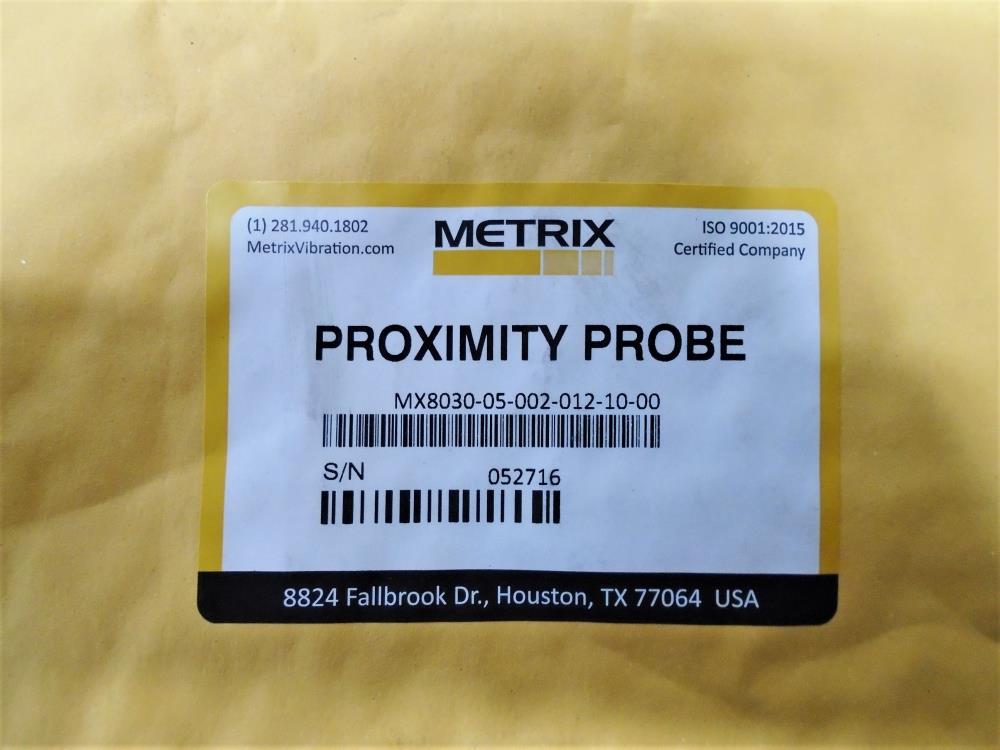 (1) 281.940.1802
MetrixVibration.com
METRIX
ISO 9001:2015
Certified Company
PROXIMITY PROBE
MX8030-05-002-012-10-00
S/N 052716
8824 Fallbrook Dr., Houston, TX 77064 USA